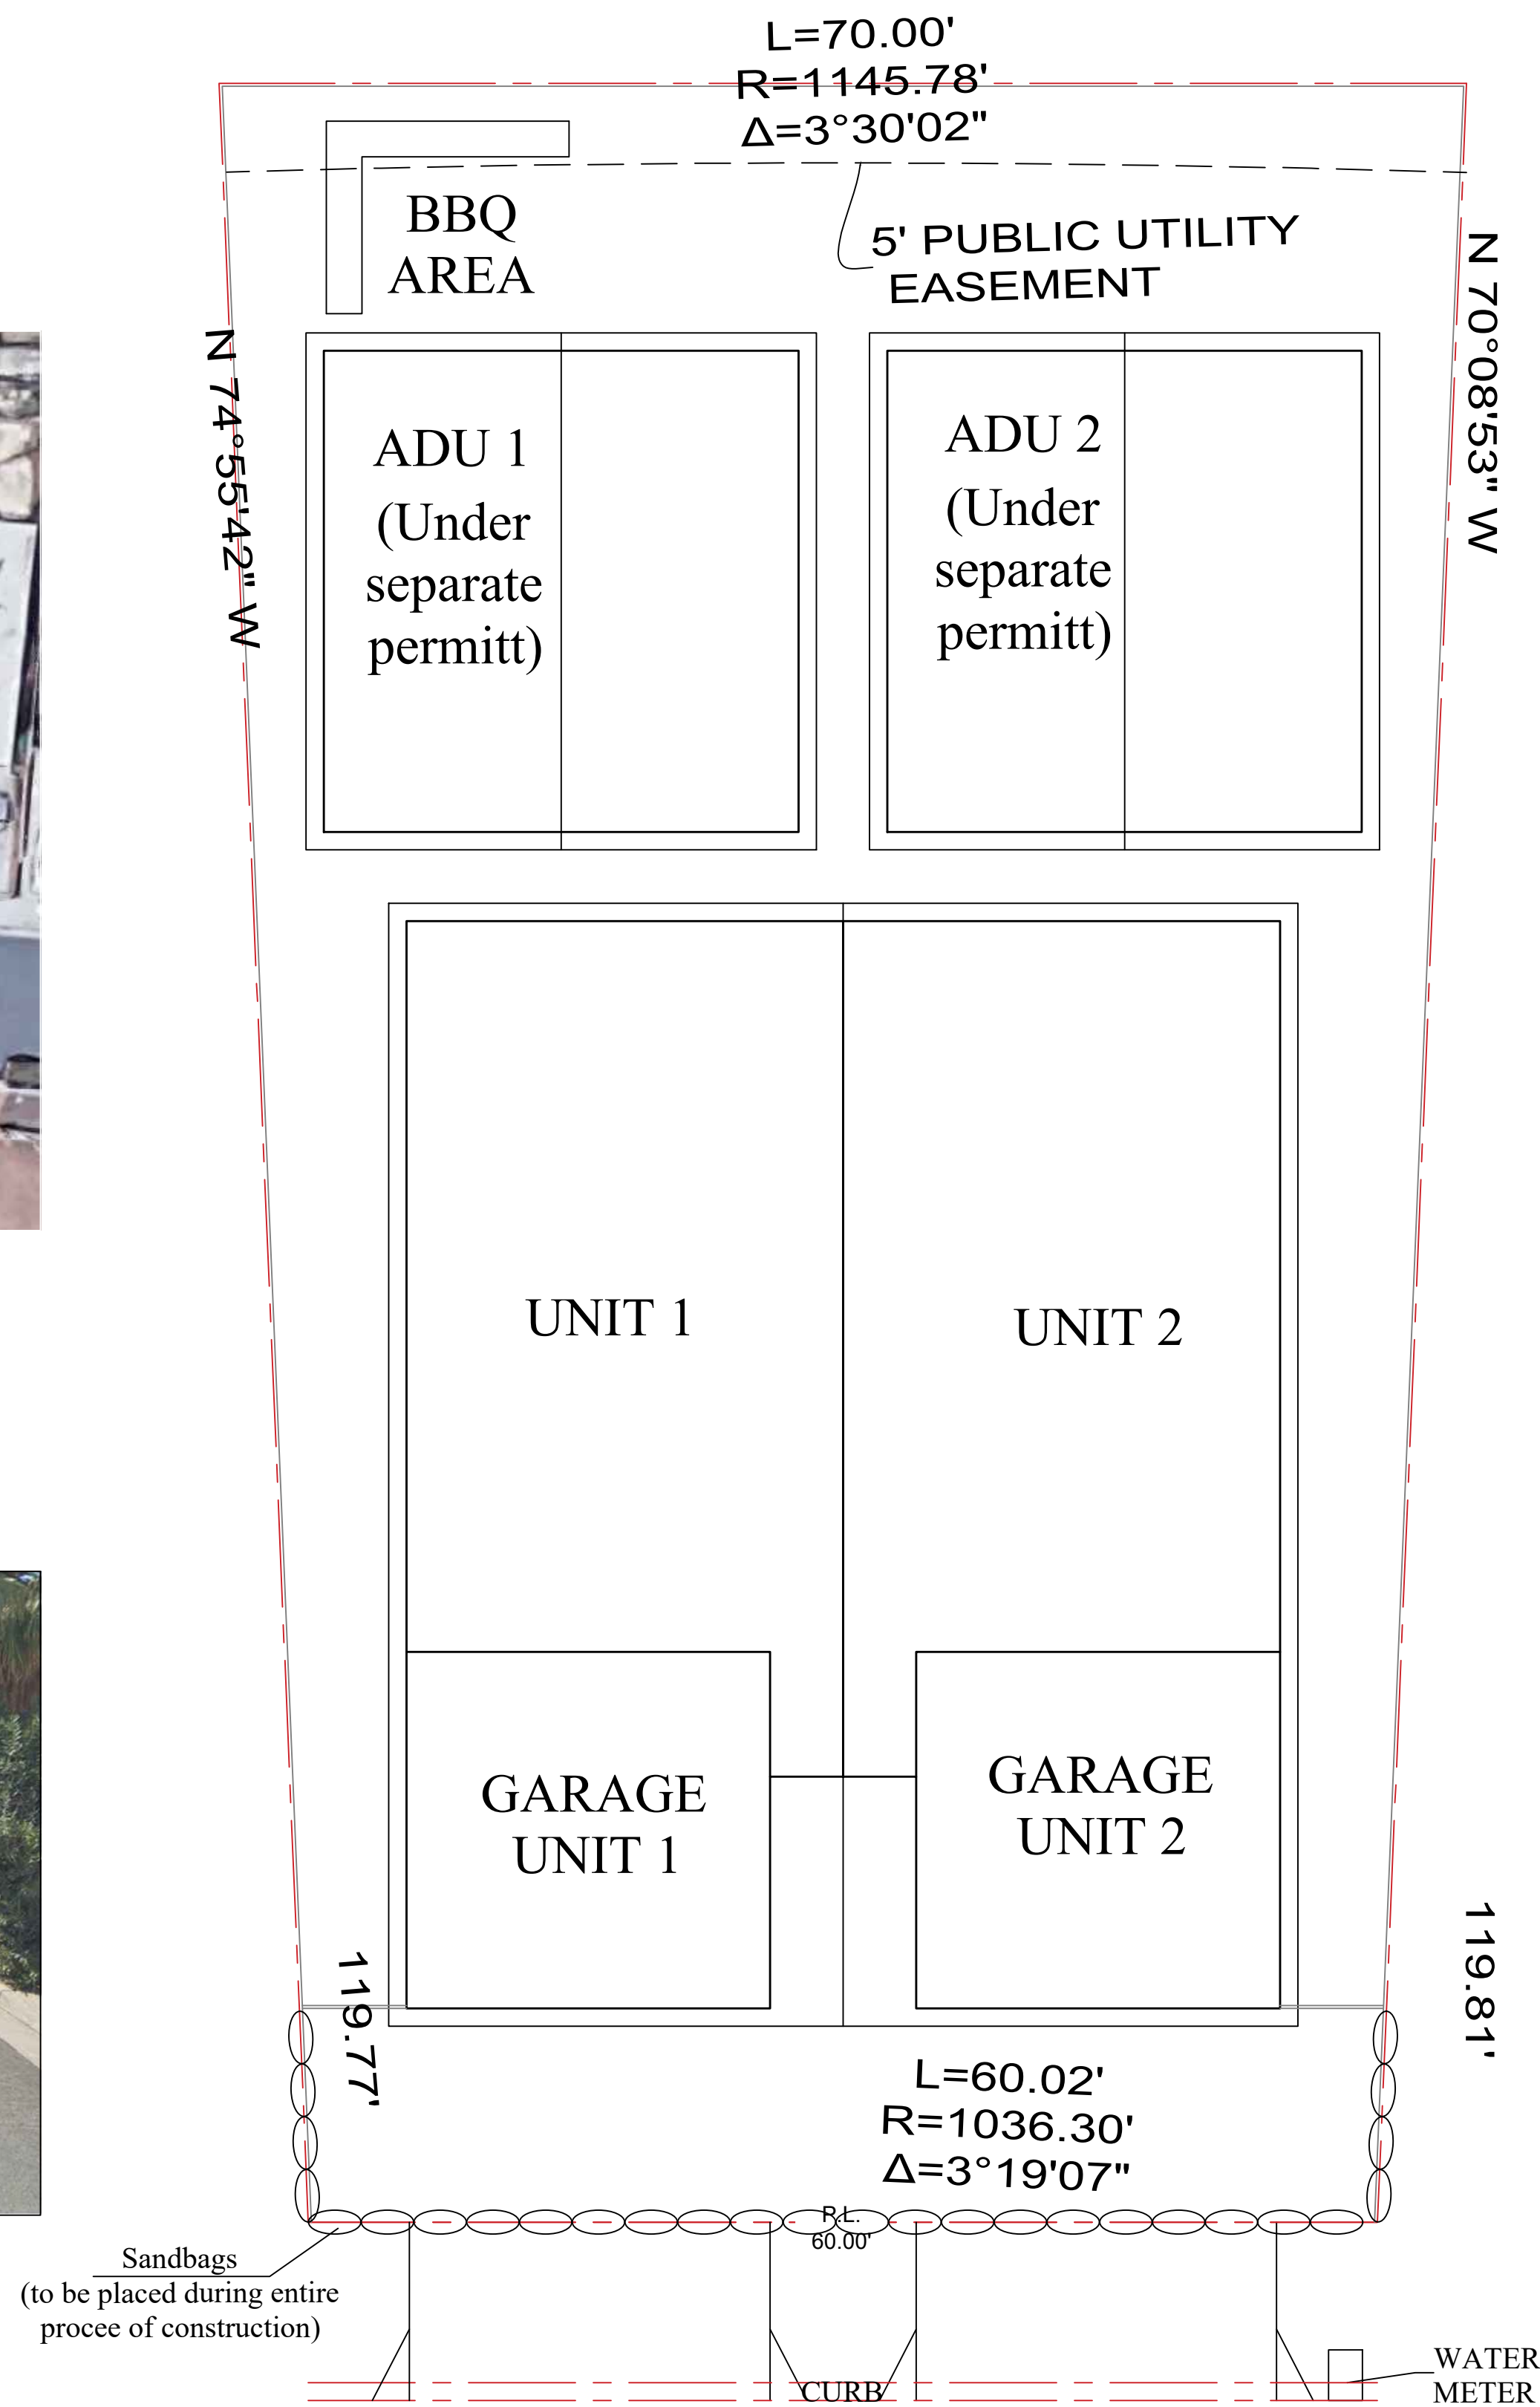 L=70.00'
R=1145.78'
Δ=3°30'02"
BBQ
AREA
5' PUBLIC UTILITY
EASEMENT
N 74°55'42" W
N 70°08'53" W
ADU 1
(Under
separate
permitt)
ADU 2
(Under
separate
permitt)
UNIT 1
UNIT 2
GARAGE
UNIT 1
GARAGE
UNIT 2
119.77'
119.81'
L=60.02'
R=1036.30'
Δ=3°19'07"
P.L.
60.00'
Sandbags
(to be placed during entire
procee of construction)
CURB
WATER
METER